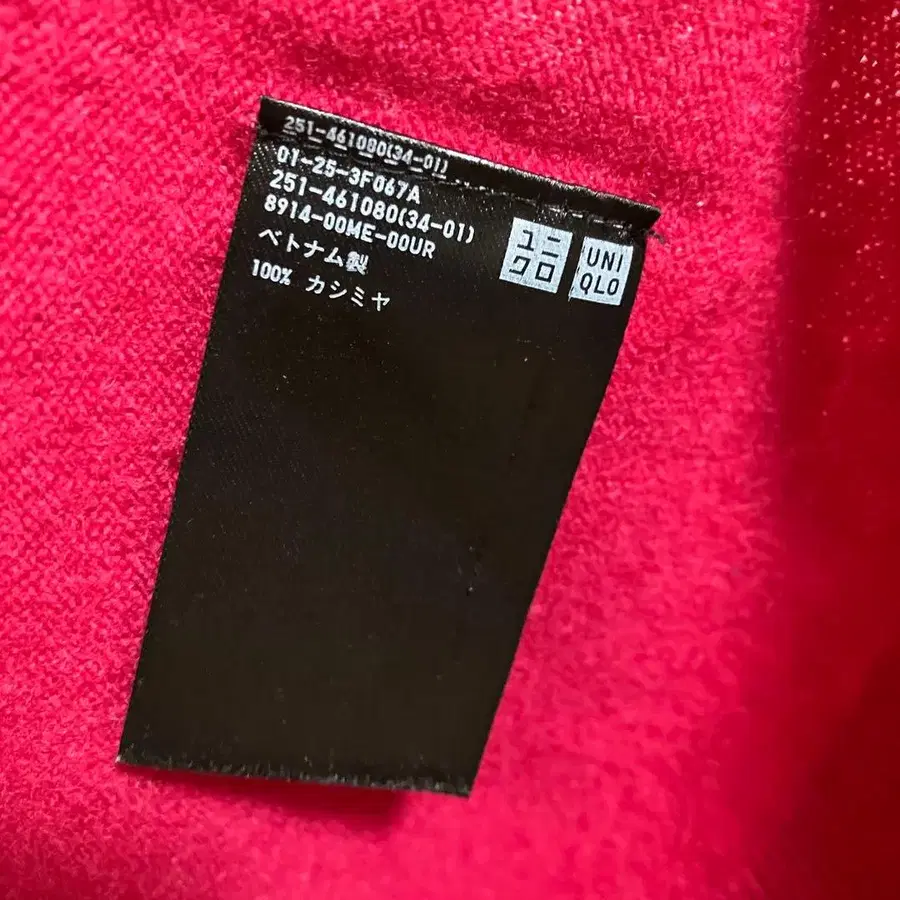 251-461080(34-01)
01-25-3F067A
251-461080(34-01)
8914-00ME-00UR
ベトナム製
100% カシミヤ
ユニ
クロ
UNI
QLO